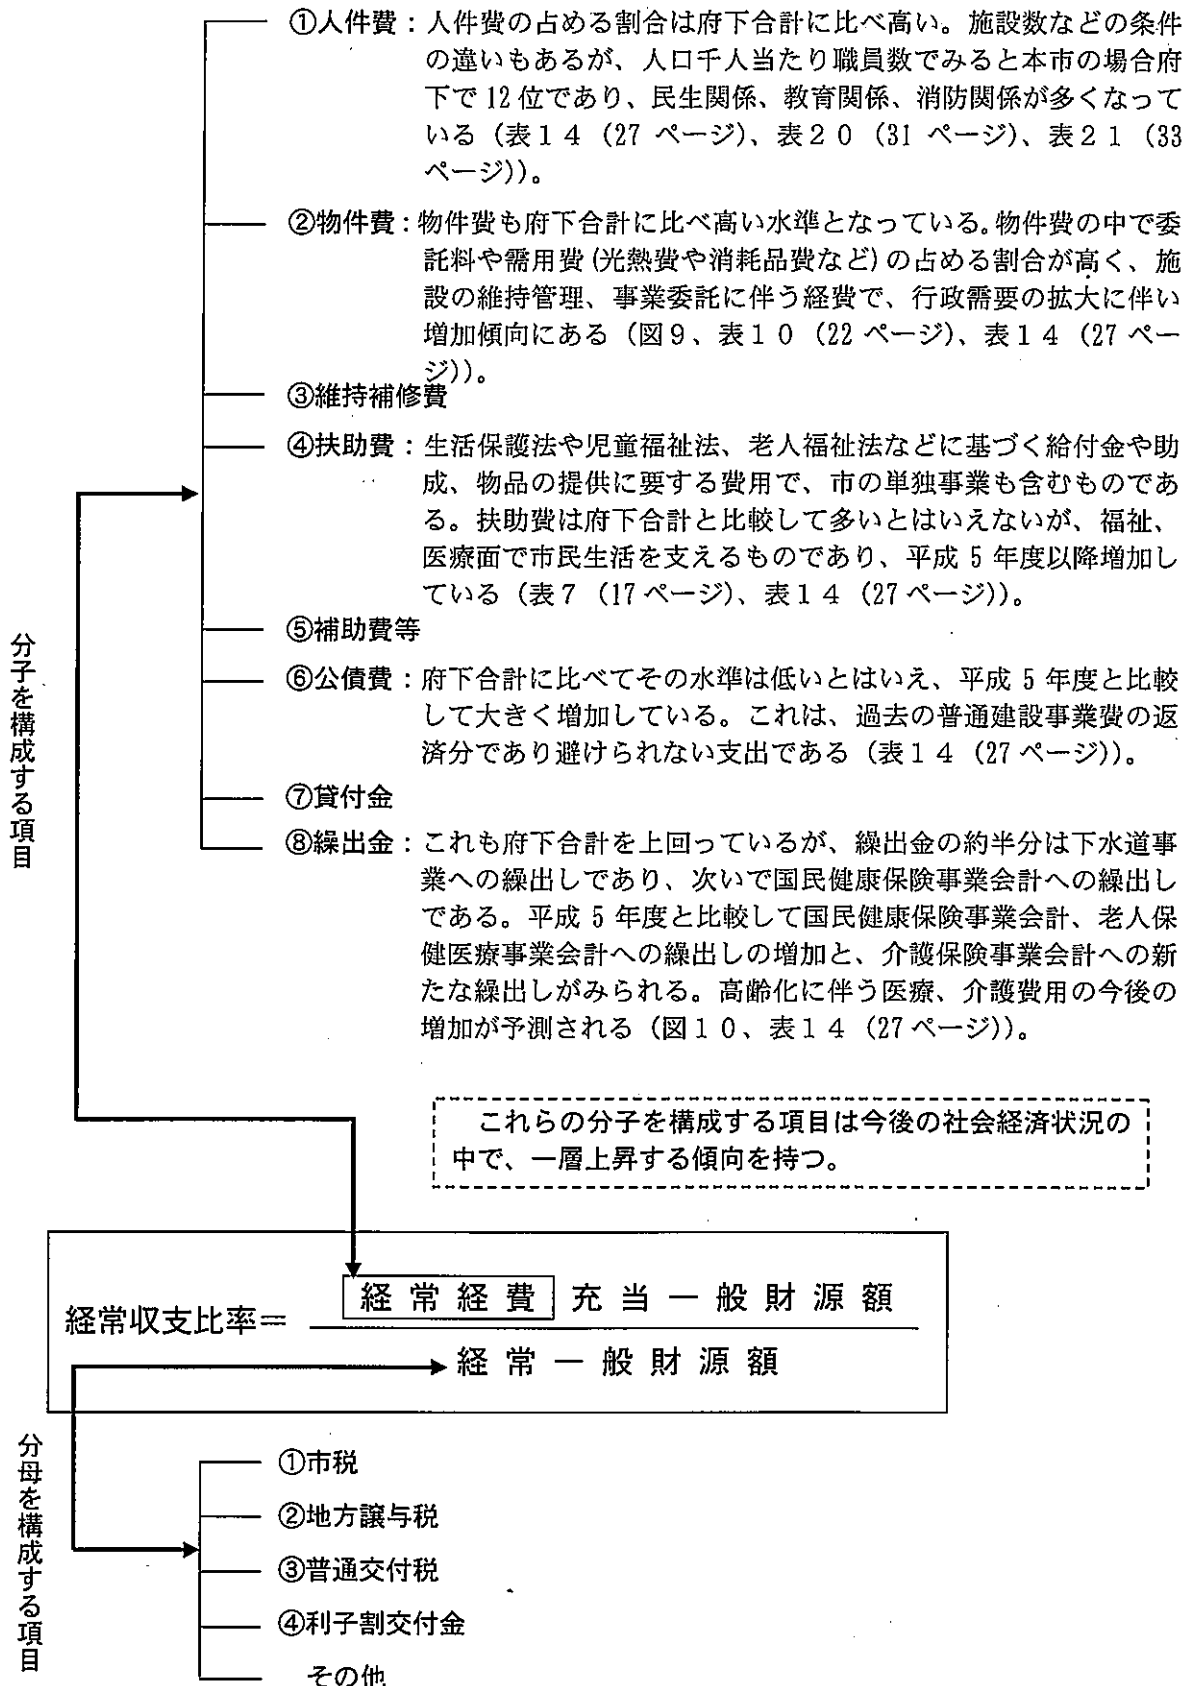 ①人件費：人件費の占める割合は府下合計に比べ高い。施設数などの条件
の違いもあるが、人口千人当たり職員数でみると本市の場合府
下で12位であり、民生関係、教育関係、消防関係が多くなって
いる（表１４（27ページ）、表２０（31ページ）、表２１（33
ページ））。
②物件費：物件費も府下合計に比べ高い水準となっている。物件費の中で委
託料や需用費(光熱費や消耗品費など)の占める割合が高く、施
設の維持管理、事業委託に伴う経費で、行政需要の拡大に伴い
増加傾向にある（図９、表１０（22ページ）、表１４（27ペー
ジ））。
③維持補修費
④扶助費：生活保護法や児童福祉法、老人福祉法などに基づく給付金や助
成、物品の提供に要する費用で、市の単独事業も含むものであ
る。扶助費は府下合計と比較して多いとはいえないが、福祉、
医療面で市民生活を支えるものであり、平成5年度以降増加し
ている（表７（17ページ）、表１４（27ページ））。
⑤補助費等
⑥公債費：府下合計に比べてその水準は低いとはいえ、平成5年度と比較
して大きく増加している。これは、過去の普通建設事業費の返
済分であり避けられない支出である（表１４（27ページ））。
⑦貸付金
⑧繰出金：これも府下合計を上回っているが、繰出金の約半分は下水道事
業への繰出しであり、次いで国民健康保険事業会計への繰出し
である。平成5年度と比較して国民健康保険事業会計、老人保
健医療事業会計への繰出しの増加と、介護保険事業会計への新
たな繰出しがみられる。高齢化に伴う医療、介護費用の今後の
増加が予測される（図１０、表１４（27ページ））。
分子を構成する項目
これらの分子を構成する項目は今後の社会経済状況の
中で、一層上昇する傾向を持つ。
経常収支比率＝
経常経費充当一般財源額
経常一般財源額
分母を構成する項目
①市税
②地方譲与税
③普通交付税
④利子割交付金
その他